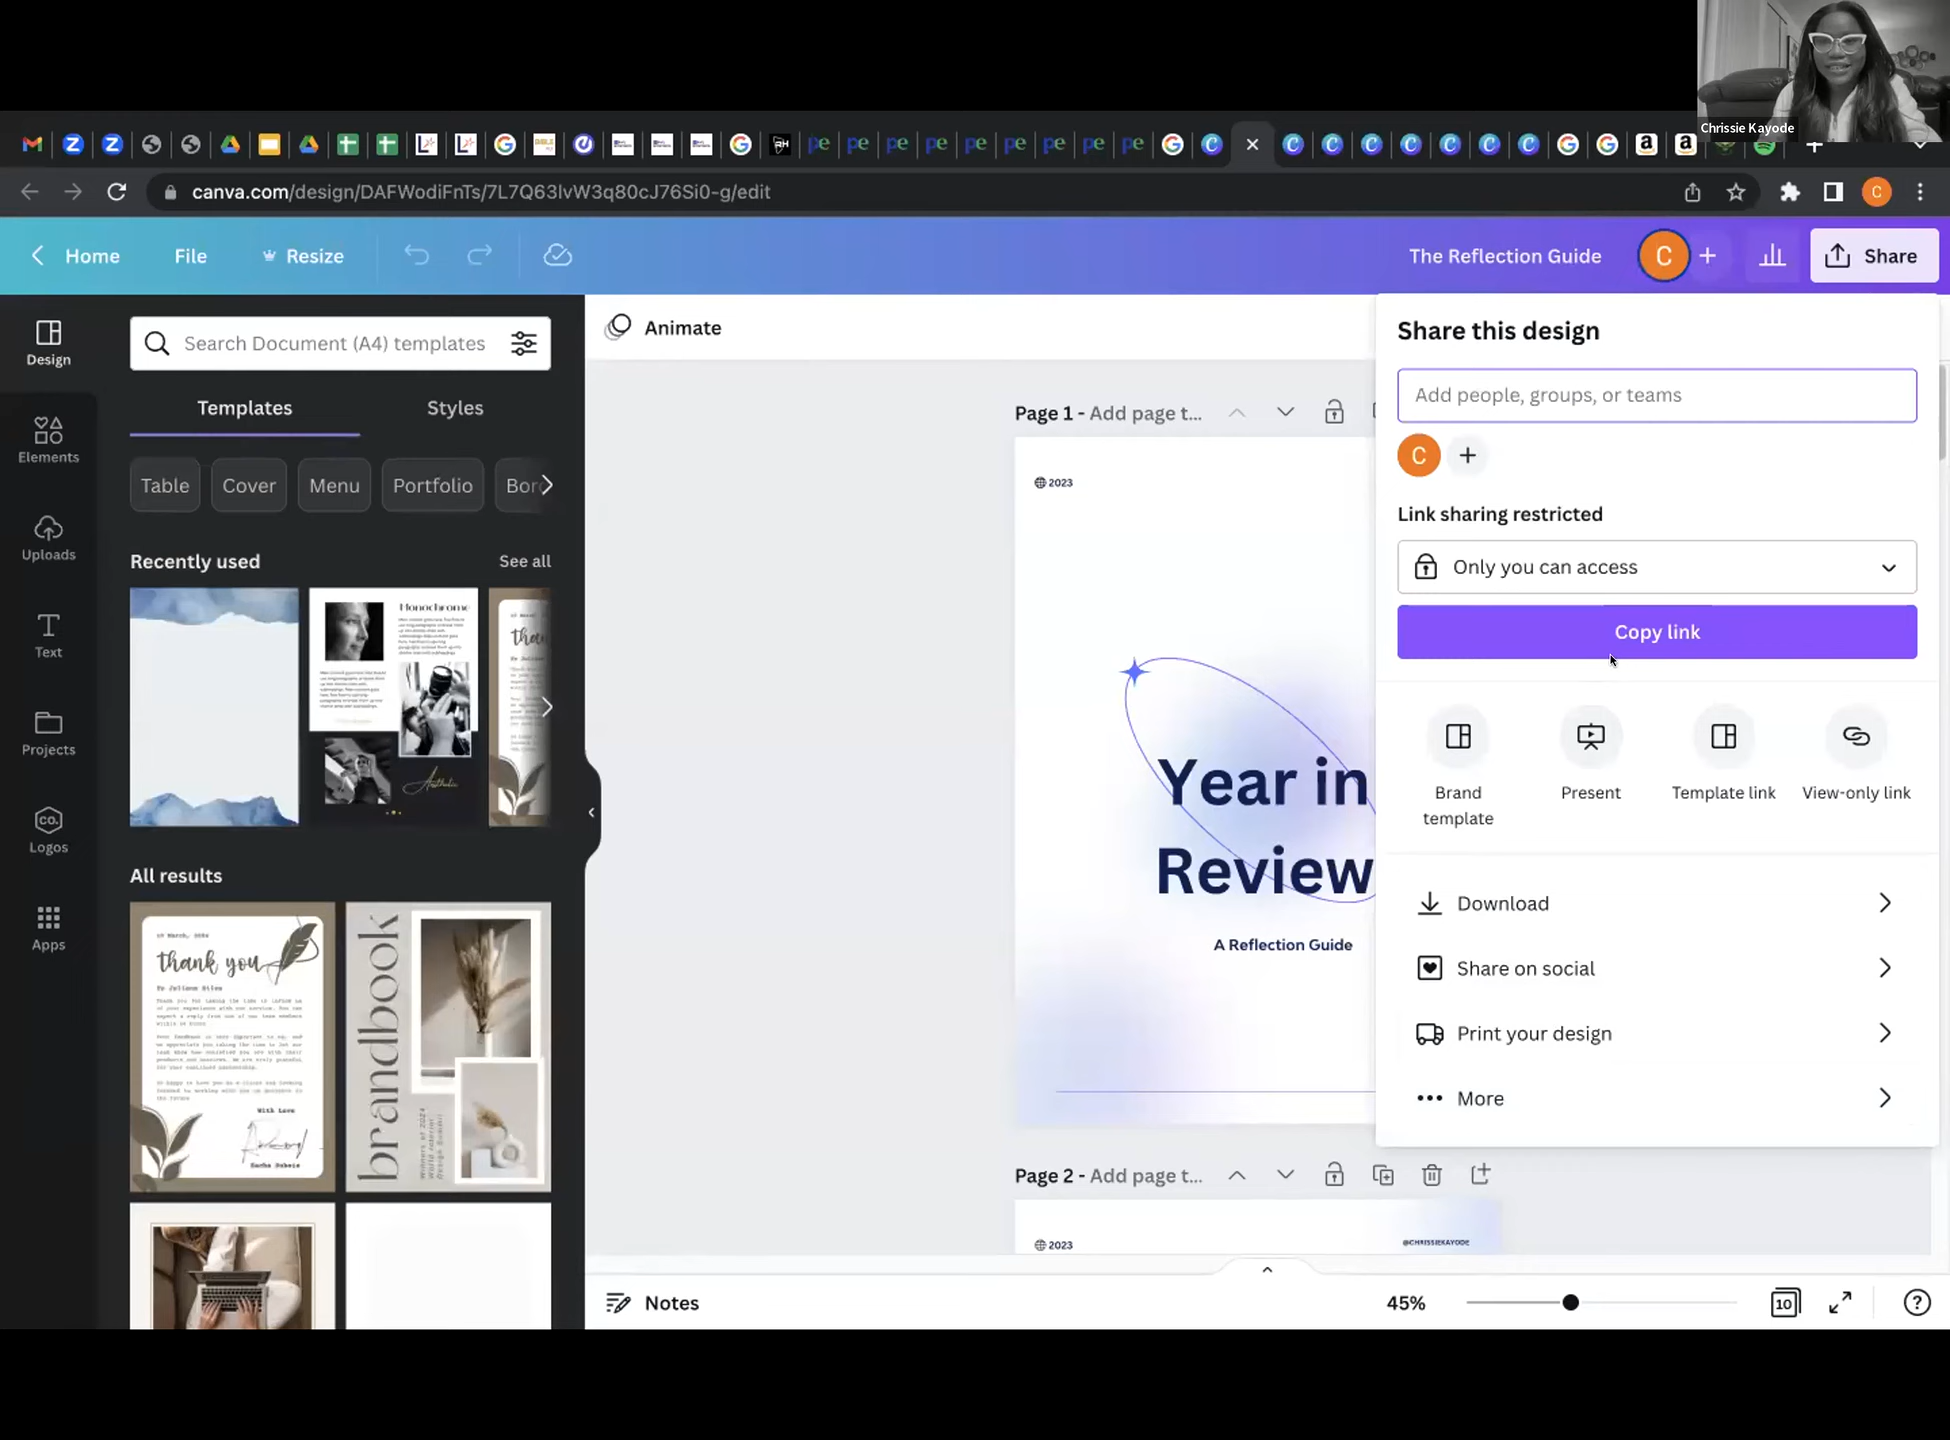 Chrissie Kayode
canva.com/design/DAFWodiFnTs/7L7Q63lvW3q80cJ76Si0-g/edit
C
Home
File
Resize
The Reflection Guide
C
Share
Design
Elements
Uploads
Text
Projects
CO.
Logos
Apps
Search Document (A4) templates
Templates
Styles
Table
Cover
Menu
Portfolio
Bor
Recently used
See all
Monochrome
Aesthetic
All results
thank you
With Love
brandbook
Animate
Page 1 - Add page t...
2023
Year in
Review
A Reflection Guide
Page 2 - Add page t...
2023
@CHRISSIEKAYODE
Share this design
Add people, groups, or teams
C
Link sharing restricted
Only you can access
Copy link
Brand
template
Present
Template link
View-only link
Download
Share on social
Print your design
More
Notes
45%
10